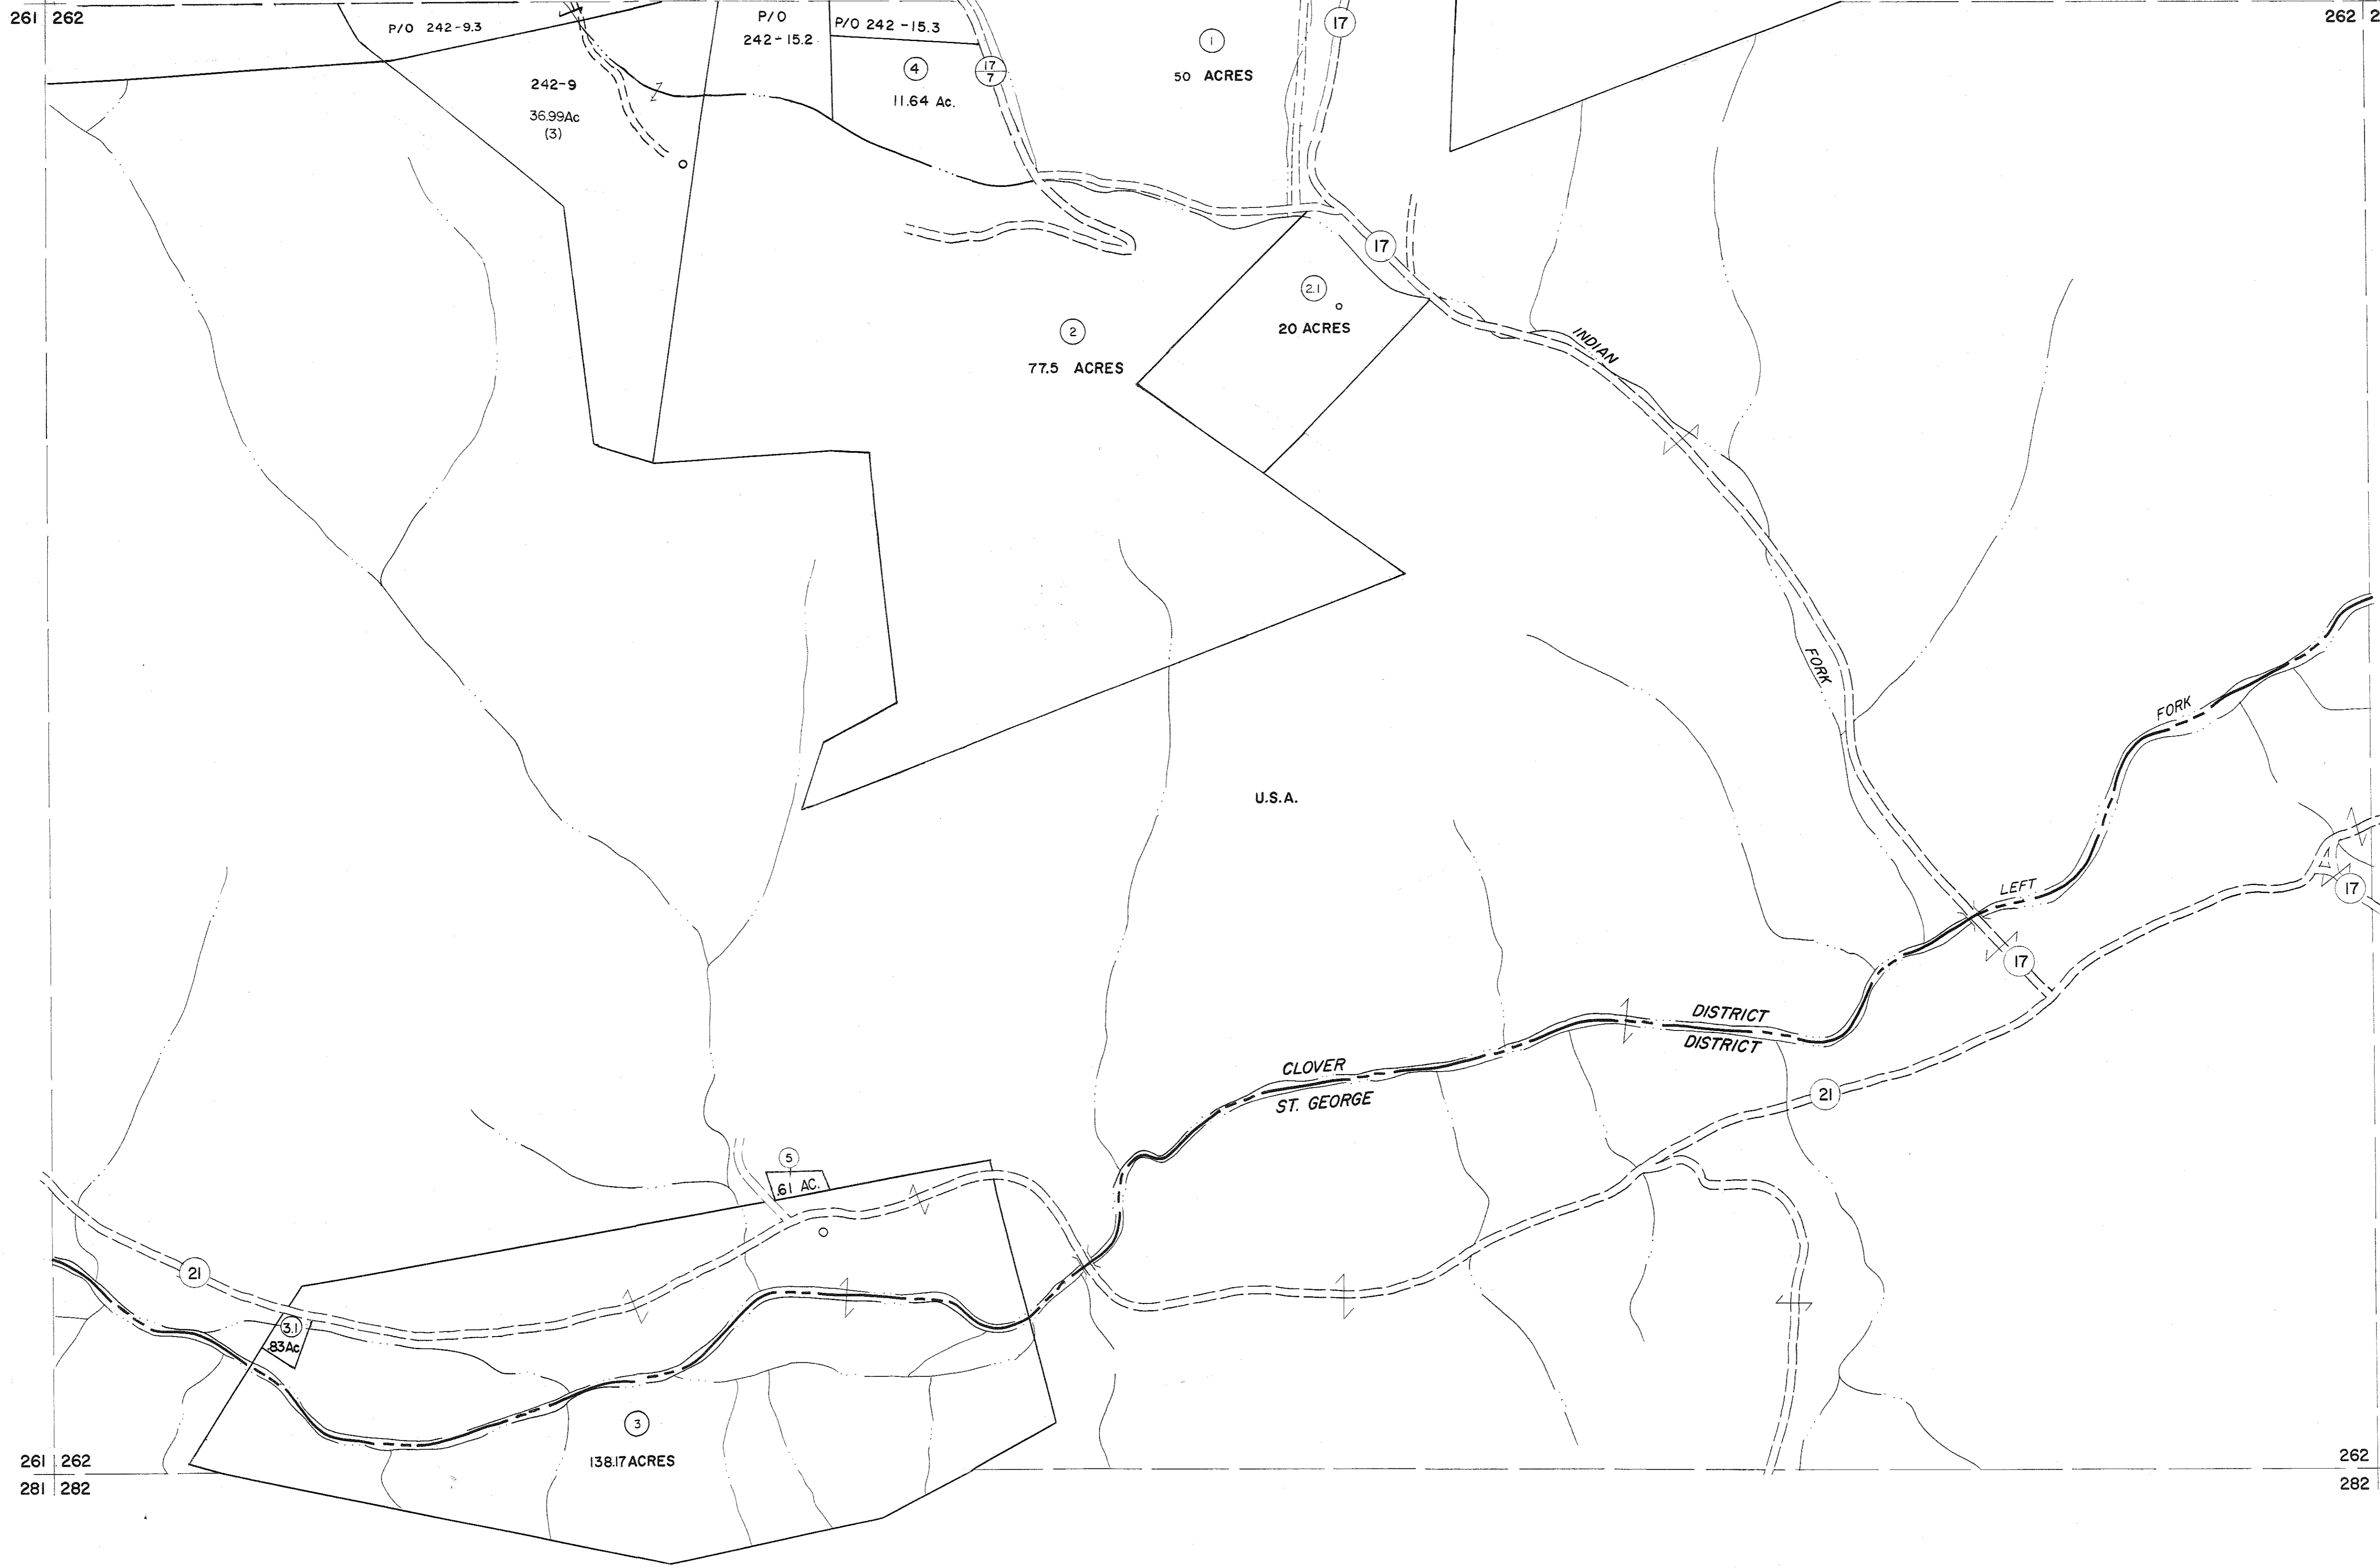 261 262
P/O 242-9.3
P/O
242-15.2
P/O 242-15.3
17
262 2
1
50 ACRES
4
11.64 Ac.
17
7
242-9
36.99Ac
(3)
17
2.1
20 ACRES
2
77.5 ACRES
INDIAN
FORK
FORK
U.S.A.
LEFT
17
17
DISTRICT
DISTRICT
CLOVER
ST. GEORGE
21
5
.61 AC.
21
3.1
.83Ac
3
138.17 ACRES
261 262
281 282
262
282